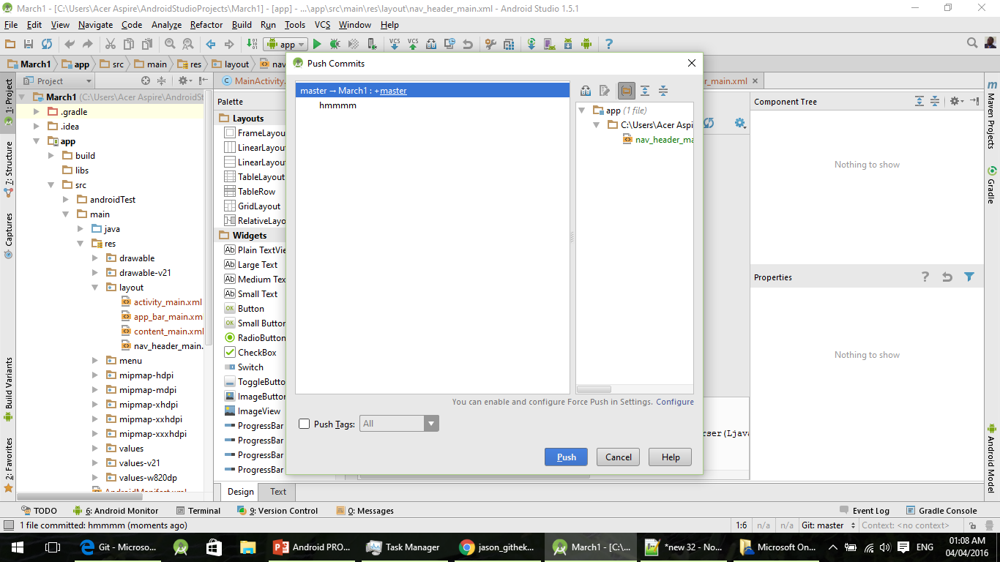 March1 - [C:\Users\Acer Aspire\AndroidStudioProjects\March1] - [app] - ...\app\src\main\res\layout\nav_header_main.xml - Android Studio 1.5.1
File Edit View Navigate Code Analyze Refactor Build Run Tools VCS Window Help
app
VCS VCS
March1 app src main res layout nav
Project
MainActivity.
_main.xml
Push Commits
master → March1 : +master
hmmmm
app (1 file)
C:\Users\Acer Aspi
nav_header_ma
You can enable and configure Force Push in Settings. Configure
Push Tags: All
Push Cancel Help
1: Project
7: Structure
Captures
Build Variants
2: Favorites
March1 (C:\Users\Acer Aspire\AndroidSt
.gradle
.idea
app
build
libs
src
androidTest
main
java
res
drawable
drawable-v21
layout
activity_main.xml
app_bar_main.xm
content_main.xml
nav_header_main.
menu
mipmap-hdpi
mipmap-mdpi
mipmap-xhdpi
mipmap-xxhdpi
mipmap-xxxhdpi
values
values-v21
values-w820dp
AndroidManifest.xml
Palette
Layouts
FrameLayou
LinearLayou
LinearLayou
TableLayout
TableRow
GridLayout
RelativeLayo
Widgets
Plain TextVie
Large Text
Medium Tex
Small Text
Button
Small Button
RadioButton
CheckBox
Switch
ToggleButto
ImageButton
ImageView
ProgressBar
ProgressBar
ProgressBar
ProgressBar
Design Text
rser(Ljava
Component Tree
Nothing to show
Properties
Nothing to show
Maven Projects
Gradle
Android Model
TODO 6: Android Monitor Terminal 9: Version Control 0: Messages Event Log Gradle Console
1 file committed: hmmmm (moments ago) 1:6 n/a n/a Git: master Context: <no context>
Git - Microso... Android PRO... Task Manager jason_githek... March1 - [C:\... *new 32 - No... Microsoft On... ENG 01:08 AM
04/04/2016